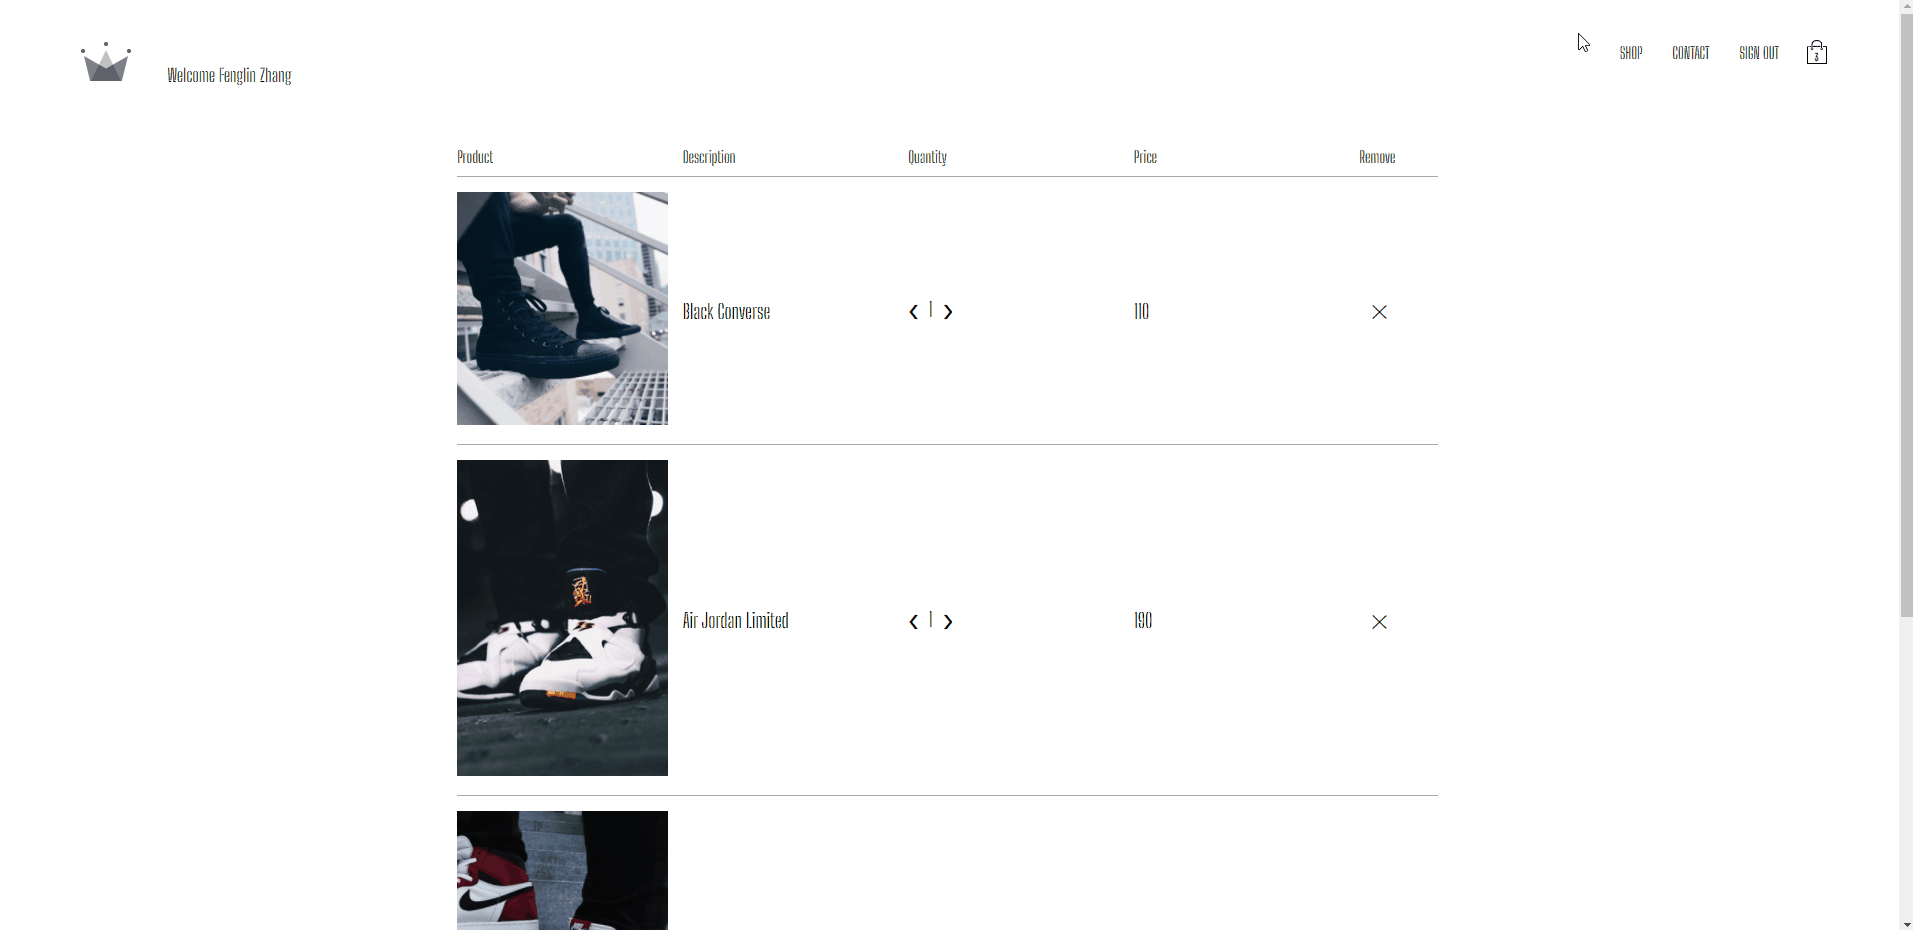 Welcome Fenglin Zhang
SHOP CONTACT SIGN OUT 3
Product Description Quantity Price Remove
Black Converse ❮ 1 ❯ 110 ✕
Air Jordan Limited ❮ 1 ❯ 190 ✕